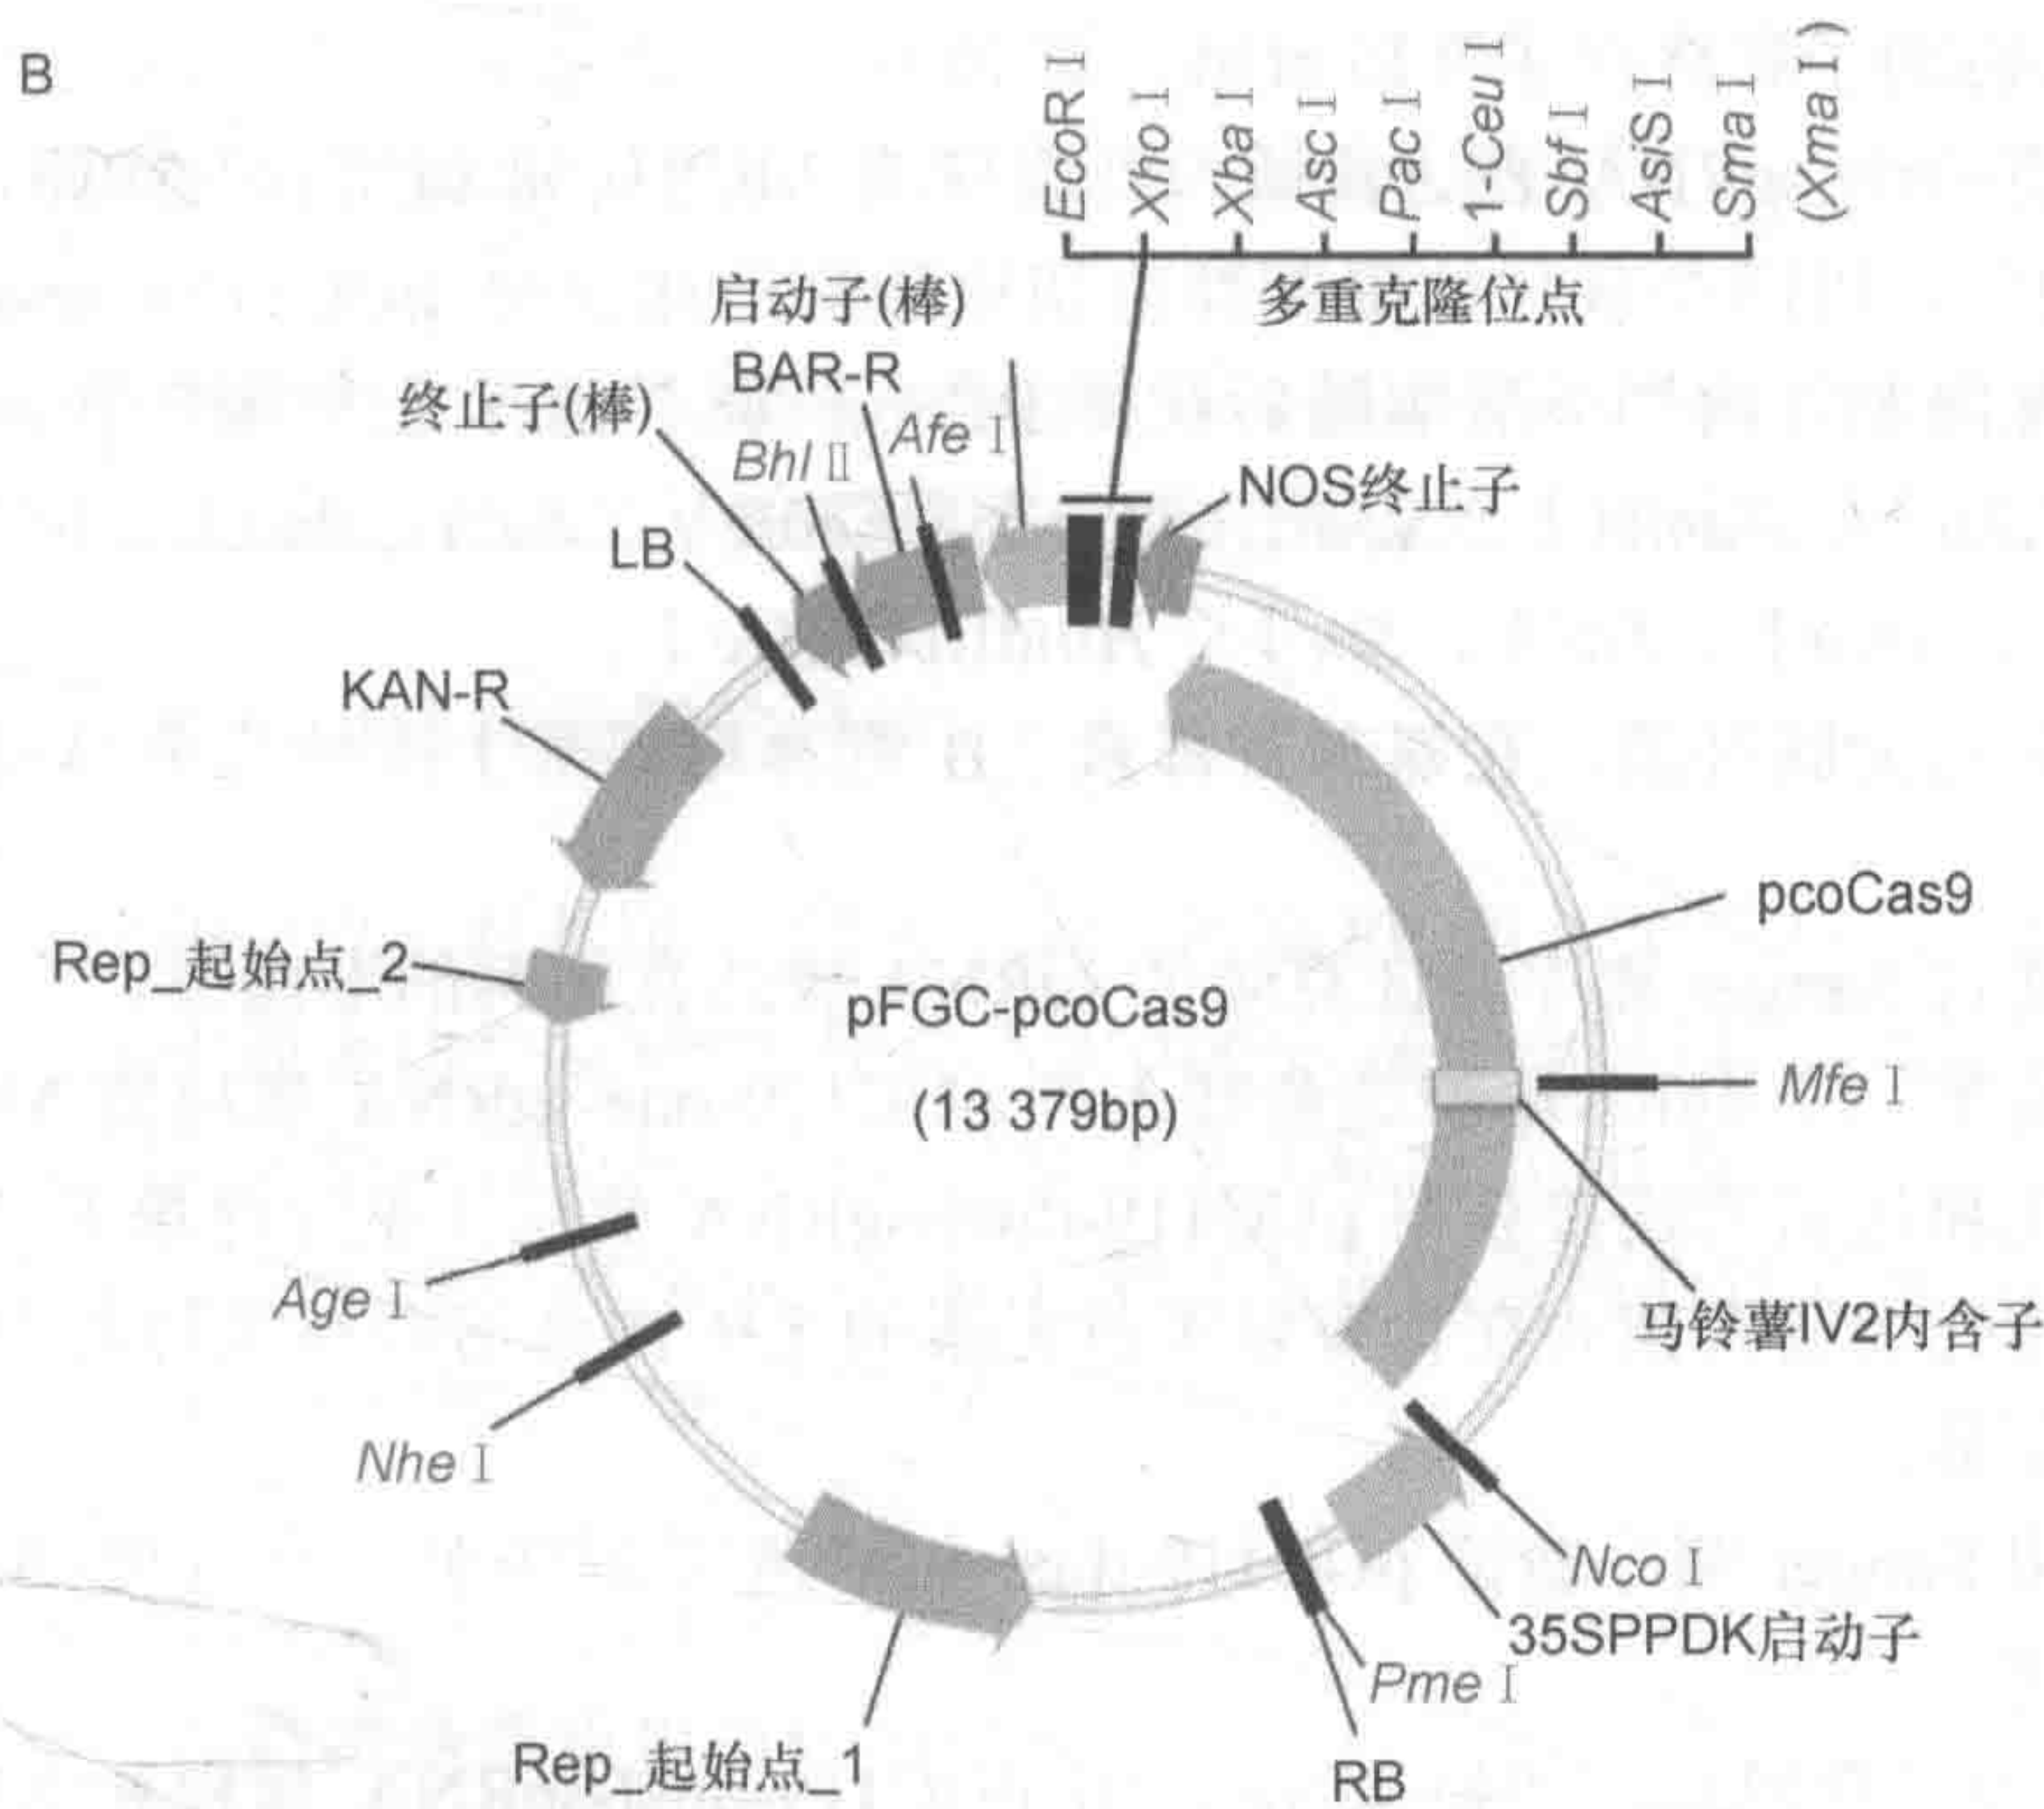 B
EcoR I
Xho I
Xba I
Asc I
Pac I
1-Ceu I
Sbf I
AsiS I
Sma I
(Xma I)
多重克隆位点
启动子(棒)
BAR-R
终止子(棒)
Bhl II
Afe I
NOS终止子
LB
KAN-R
pcoCas9
Rep_起始点_2
pFGC-pcoCas9
(13 379bp)
Mfe I
Age I
马铃薯IV2内含子
Nhe I
Nco I
35SPPDK启动子
Pme I
Rep_起始点_1
RB